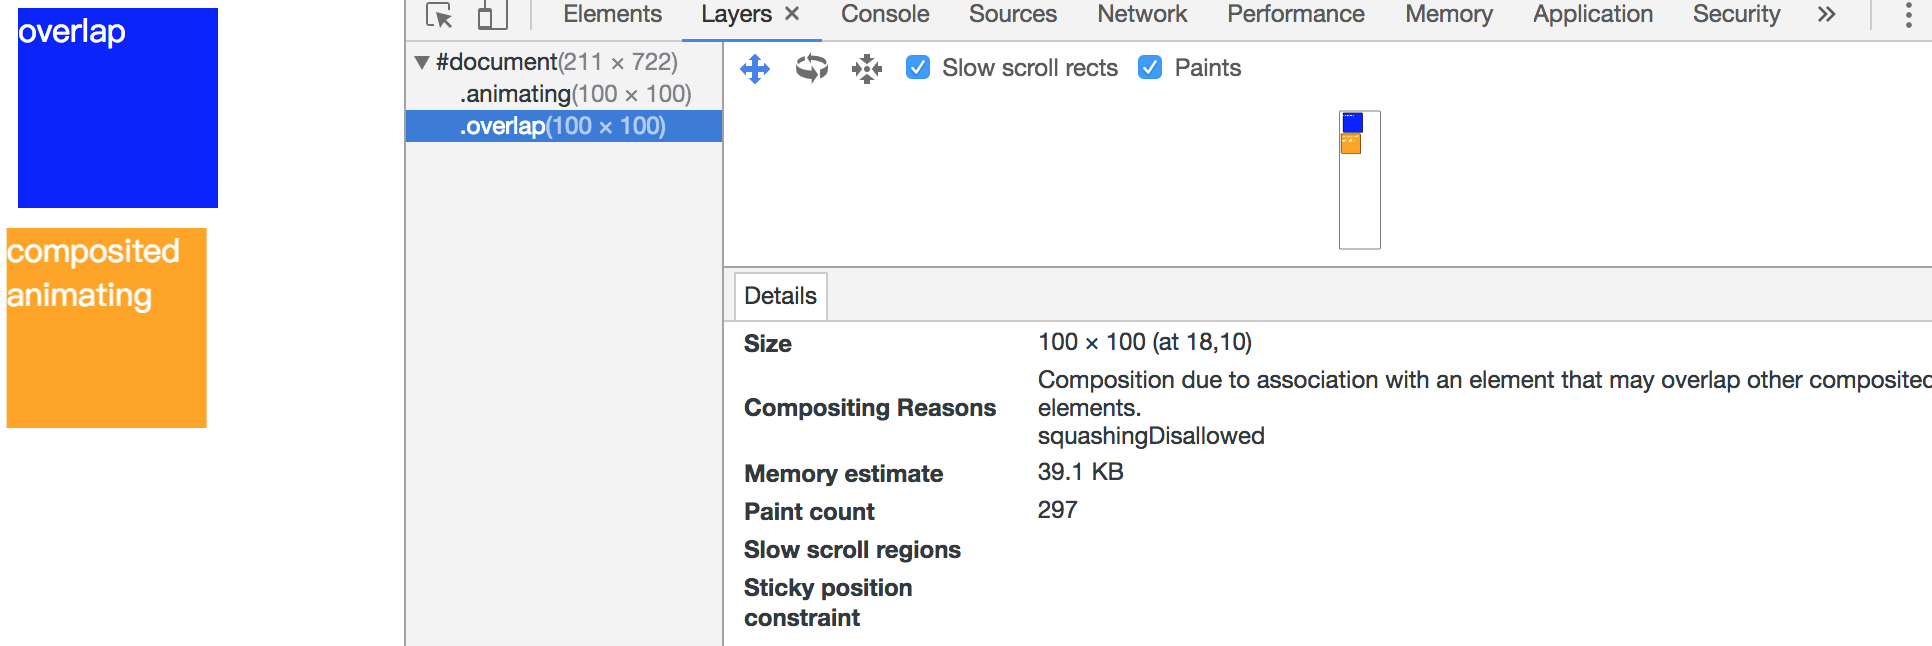 overlap
composited
animating
Elements Layers × Console Sources Network Performance Memory Application Security »
▼ #document(211 × 722)
.animating(100 × 100)
.overlap(100 × 100)
Slow scroll rects Paints
Details
Size 100 × 100 (at 18,10)
Compositing Reasons Composition due to association with an element that may overlap other composited
elements.
squashingDisallowed
Memory estimate 39.1 KB
Paint count 297
Slow scroll regions
Sticky position
constraint